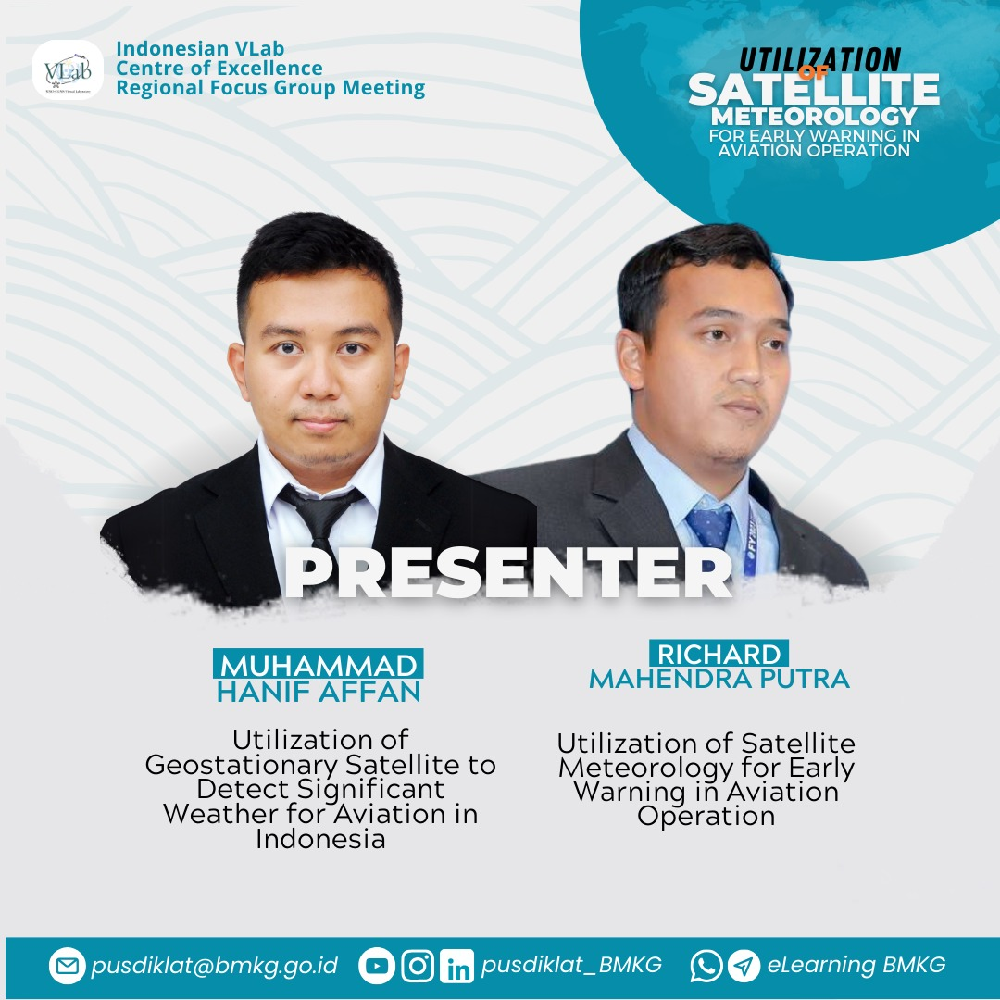 VLab
Indonesian VLab
Centre of Excellence
Regional Focus Group Meeting
UTILIZATION
OF
SATELLITE
METEOROLOGY
FOR EARLY WARNING IN
AVIATION OPERATION
PRESENTER
MUHAMMAD
HANIF AFFAN
Utilization of
Geostationary Satellite to
Detect Significant
Weather for Aviation in
Indonesia
RICHARD
MAHENDRA PUTRA
Utilization of Satellite
Meteorology for Early
Warning in Aviation
Operation
pusdiklat@bmkg.go.id
in
pusdiklat_BMKG
eLearning BMKG